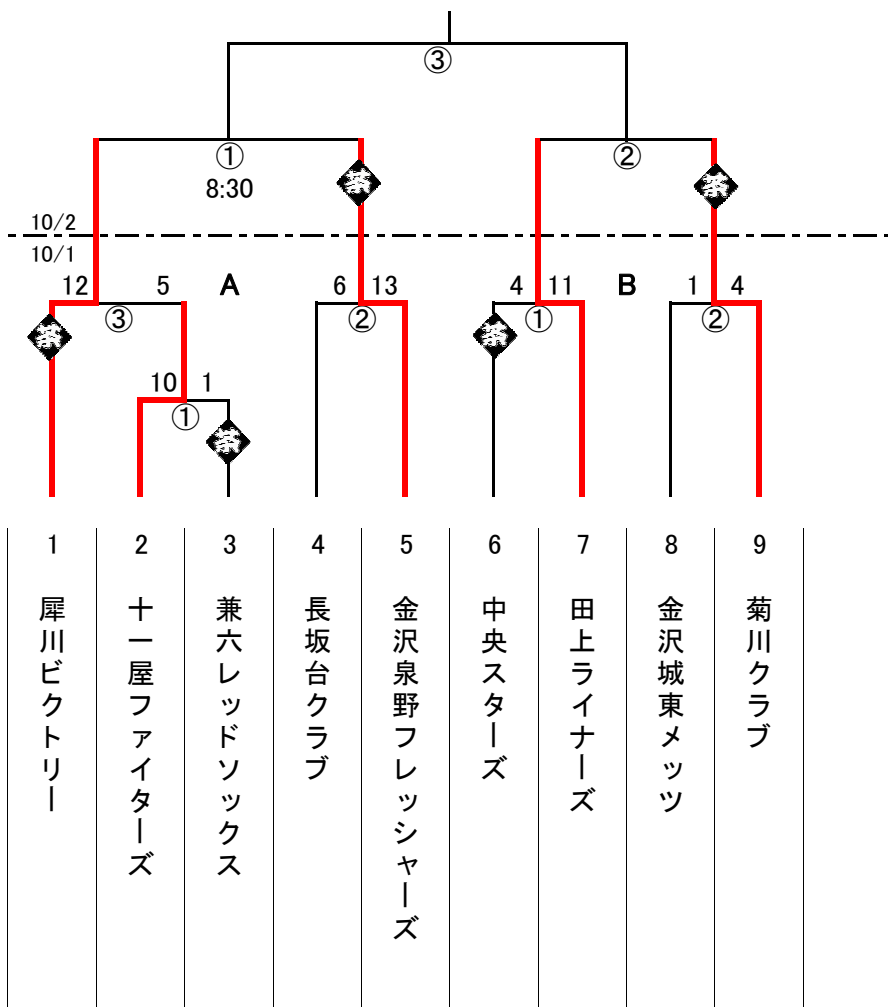 ③
①
②
8:30
茶
茶
10/2
10/1
12
5
A
6
13
4
11
B
1
4
③
②
①
②
茶
茶
10
1
①
茶
1
2
3
4
5
6
7
8
9
犀川ビクトリー
十一屋ファイターズ
兼六レッドソックス
長坂台クラブ
金沢泉野フレッシャーズ
中央スターズ
田上ライナーズ
金沢城東メッツ
菊川クラブ